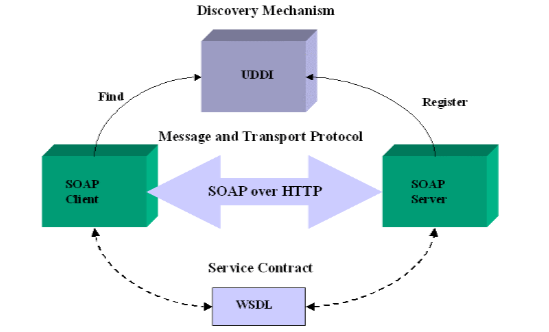 Discovery Mechanism
UDDI
Find
Register
Message and Transport Protocol
SOAP
Client
SOAP over HTTP
SOAP
Server
Service Contract
WSDL